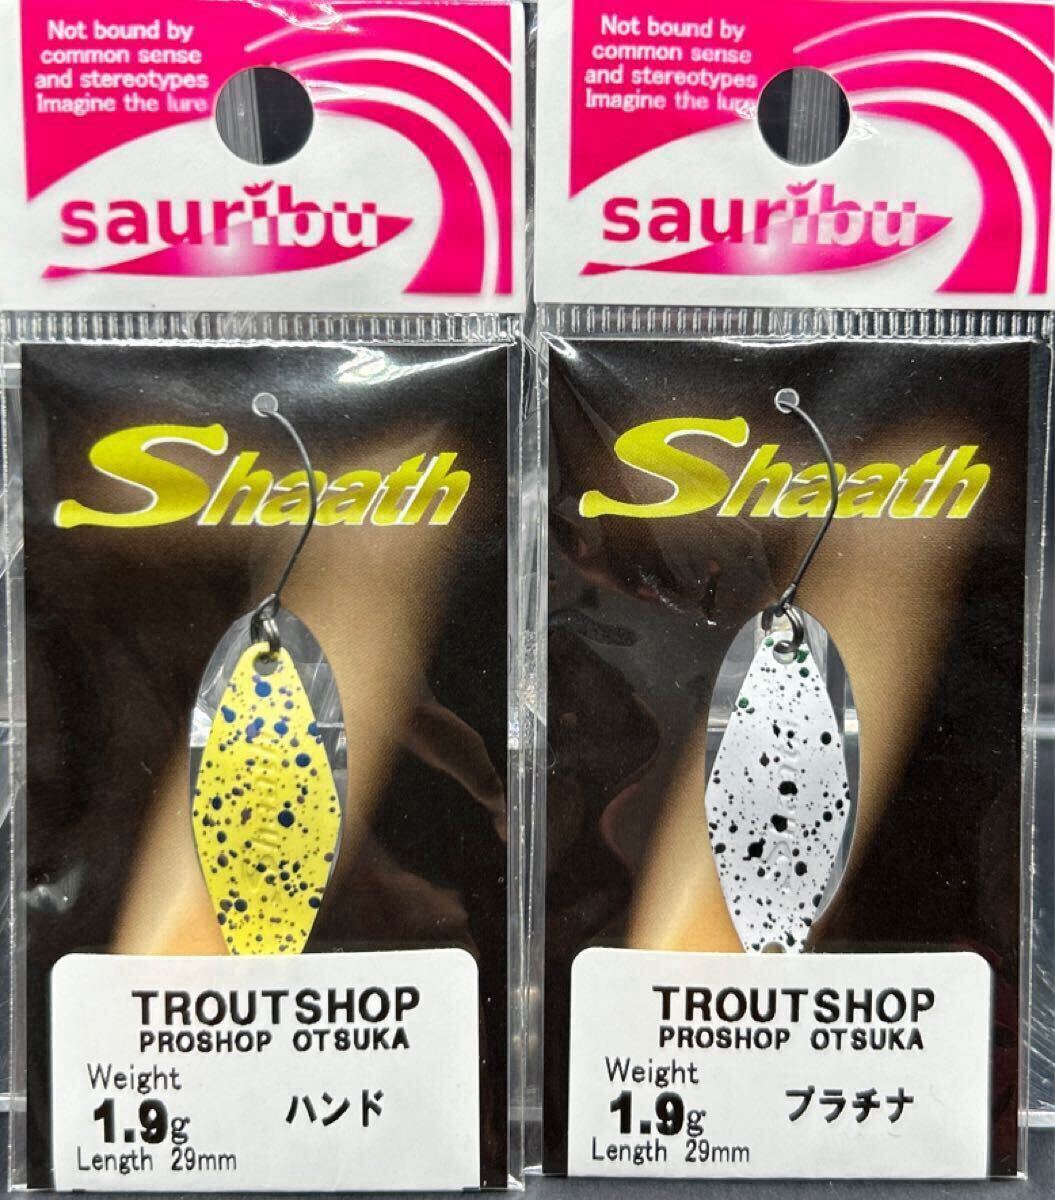 Not bound by
common sense
and stereotypes
Imagine the lure
sauribu
Shaath
Shaath
TROUTSHOP
PROSHOP OTSUKA
Weight
1.9g
ハンド
Length 29mm
Not bound by
common sense
and stereotypes
Imagine the lure
sauribu
Shaath
Shaath
TROUTSHOP
PROSHOP OTSUKA
Weight
1.9g
プラチナ
Length 29mm